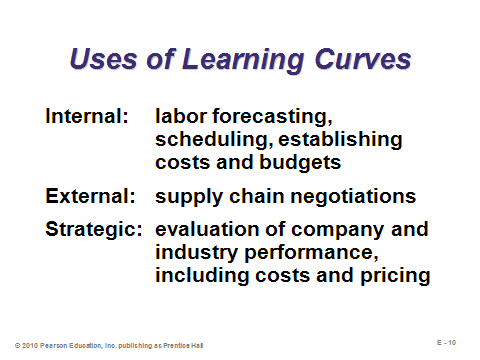 Uses of Learning Curves
Internal: labor forecasting,
scheduling, establishing
costs and budgets
External: supply chain negotiations
Strategic: evaluation of company and
industry performance,
including costs and pricing
© 2010 Pearson Education, Inc. publishing as Prentice Hall
E - 10